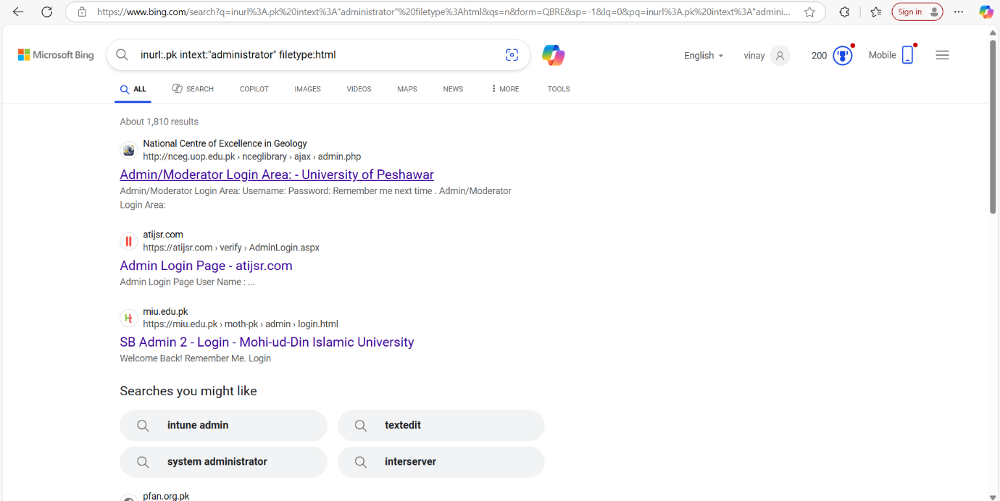 https://www.bing.com/search?q=inurl%3A.pk%20intext%3A"administrator"%20filetype%3Ahtml&qs=n&form=QBRE&sp=-1&lq=0&pq=inurl%3A.pk%20intext%3A"admini...
Sign in
Microsoft Bing
inurl:.pk intext:"administrator" filetype:html
English
vinay
200
Mobile
ALL
SEARCH
COPILOT
IMAGES
VIDEOS
MAPS
NEWS
MORE
TOOLS
About 1,810 results
National Centre of Excellence in Geology
http://nceg.uop.edu.pk › nceglibrary › ajax › admin.php
Admin/Moderator Login Area: - University of Peshawar
Admin/Moderator Login Area: Username: Password: Remember me next time . Admin/Moderator
Login Area:
atijsr.com
https://atijsr.com › verify › AdminLogin.aspx
Admin Login Page - atijsr.com
Admin Login Page User Name : ...
miu.edu.pk
https://miu.edu.pk › moth-pk › admin › login.html
SB Admin 2 - Login - Mohi-ud-Din Islamic University
Welcome Back! Remember Me. Login
Searches you might like
intune admin
textedit
system administrator
interserver
pfan.org.pk